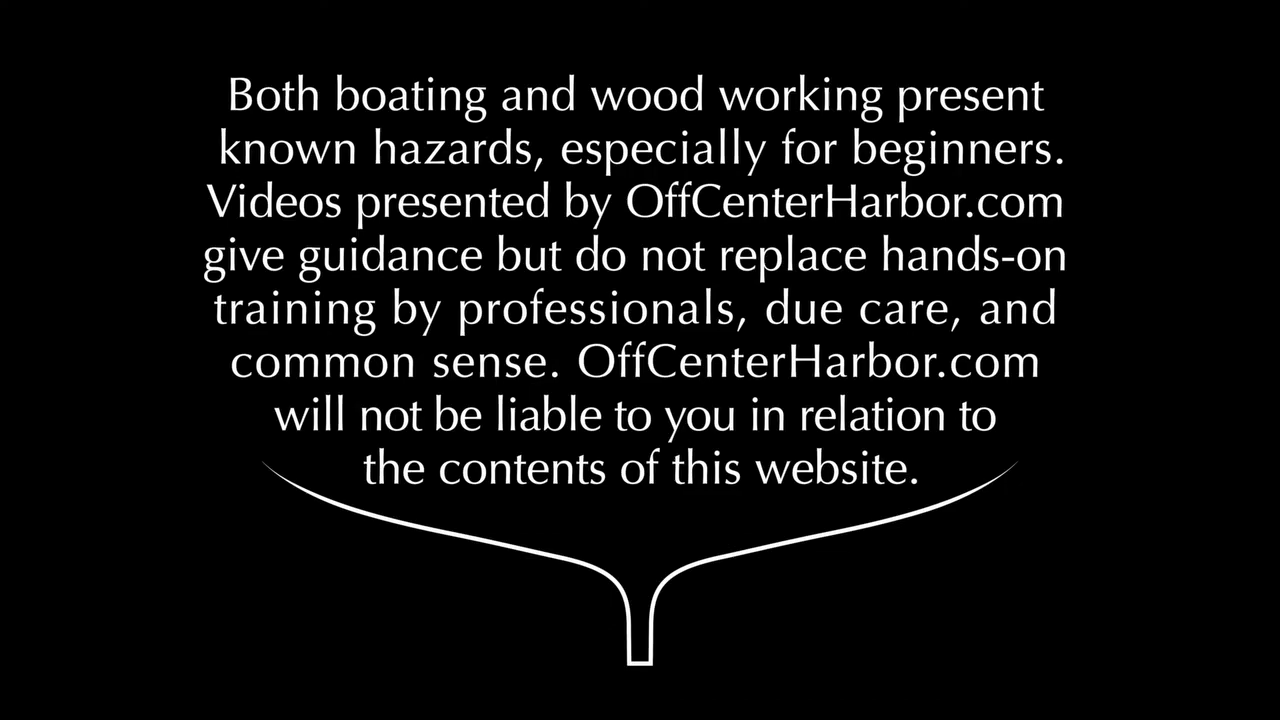 Both boating and wood working present
known hazards, especially for beginners.
Videos presented by OffCenterHarbor.com
give guidance but do not replace hands-on
training by professionals, due care, and
common sense. OffCenterHarbor.com
will not be liable to you in relation to
the contents of this website.